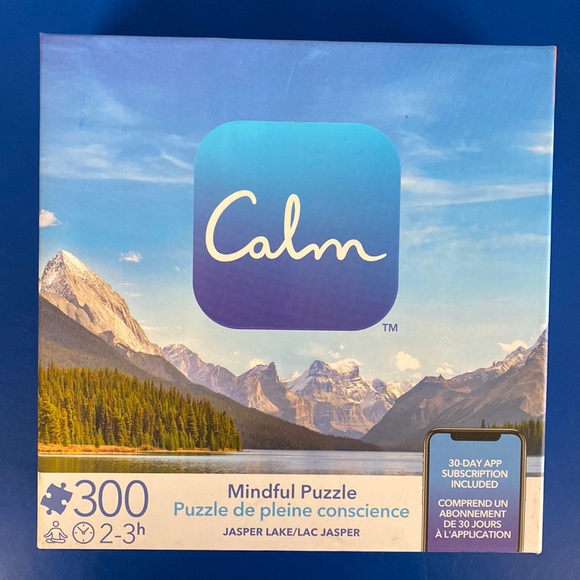 Calm
TM
300
2-3h
Mindful Puzzle
Puzzle de pleine conscience
JASPER LAKE/LAC JASPER
30-DAY APP
SUBSCRIPTION
INCLUDED
COMPREND UN
ABONNEMENT
DE 30 JOURS
À L'APPLICATION